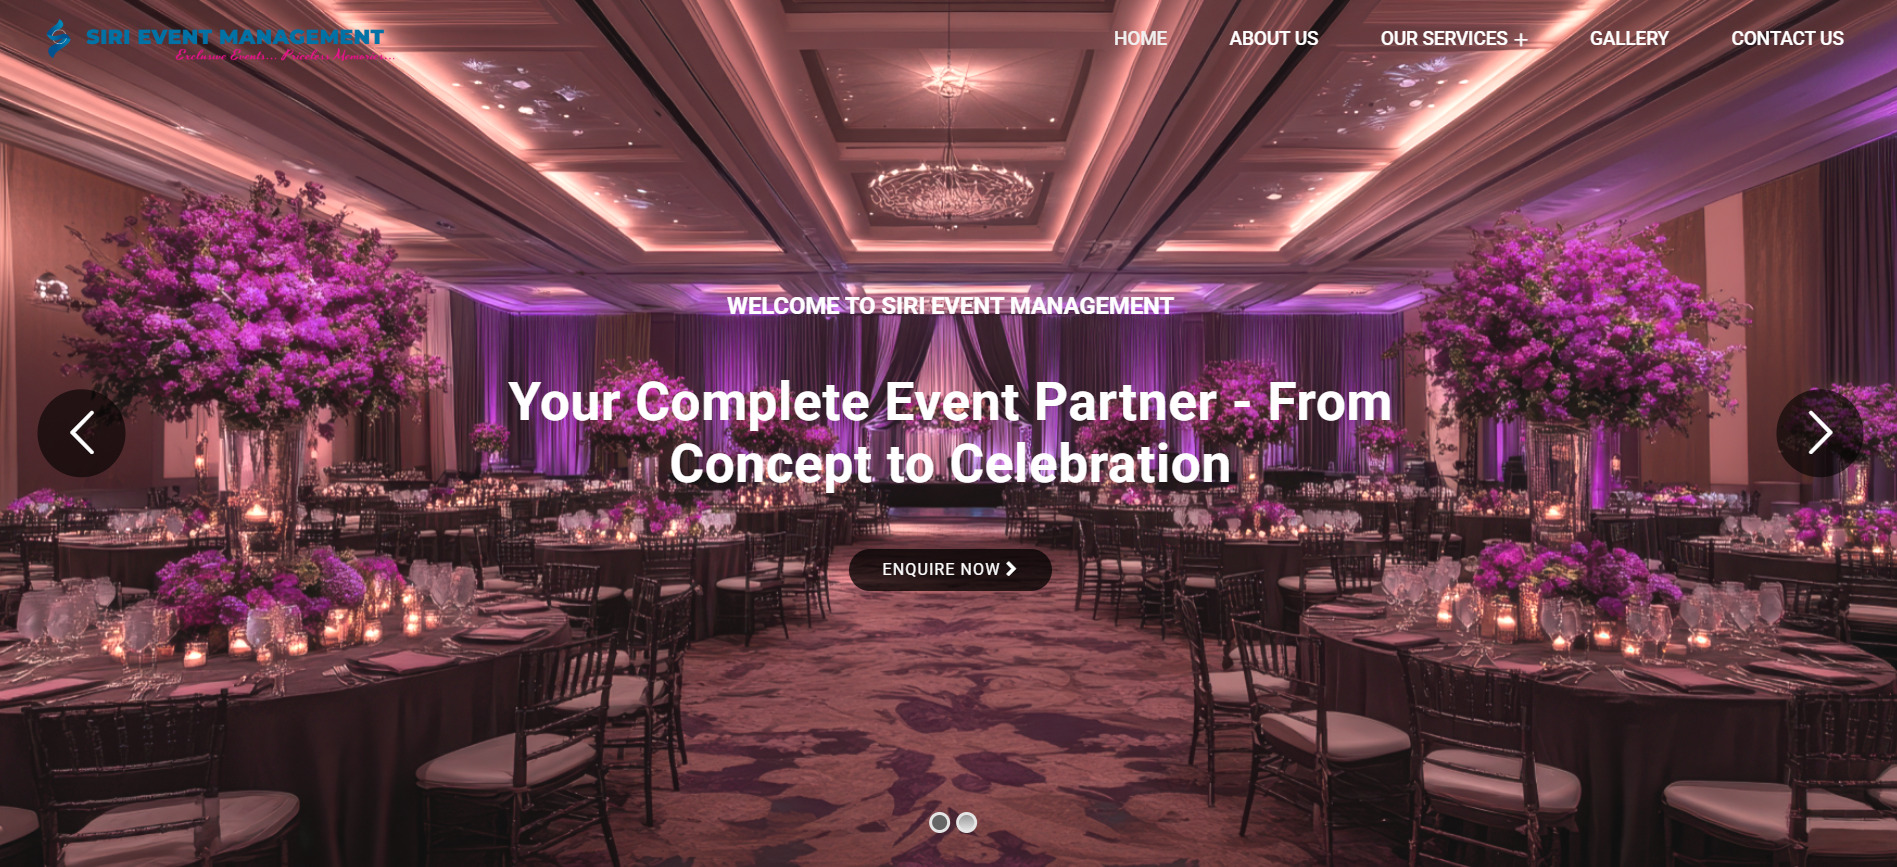 SIRI EVENT MANAGEMENT
Exclusive Events... Priceless Memories...
HOME
ABOUT US
OUR SERVICES +
GALLERY
CONTACT US
WELCOME TO SIRI EVENT MANAGEMENT
Your Complete Event Partner - From
Concept to Celebration
ENQUIRE NOW